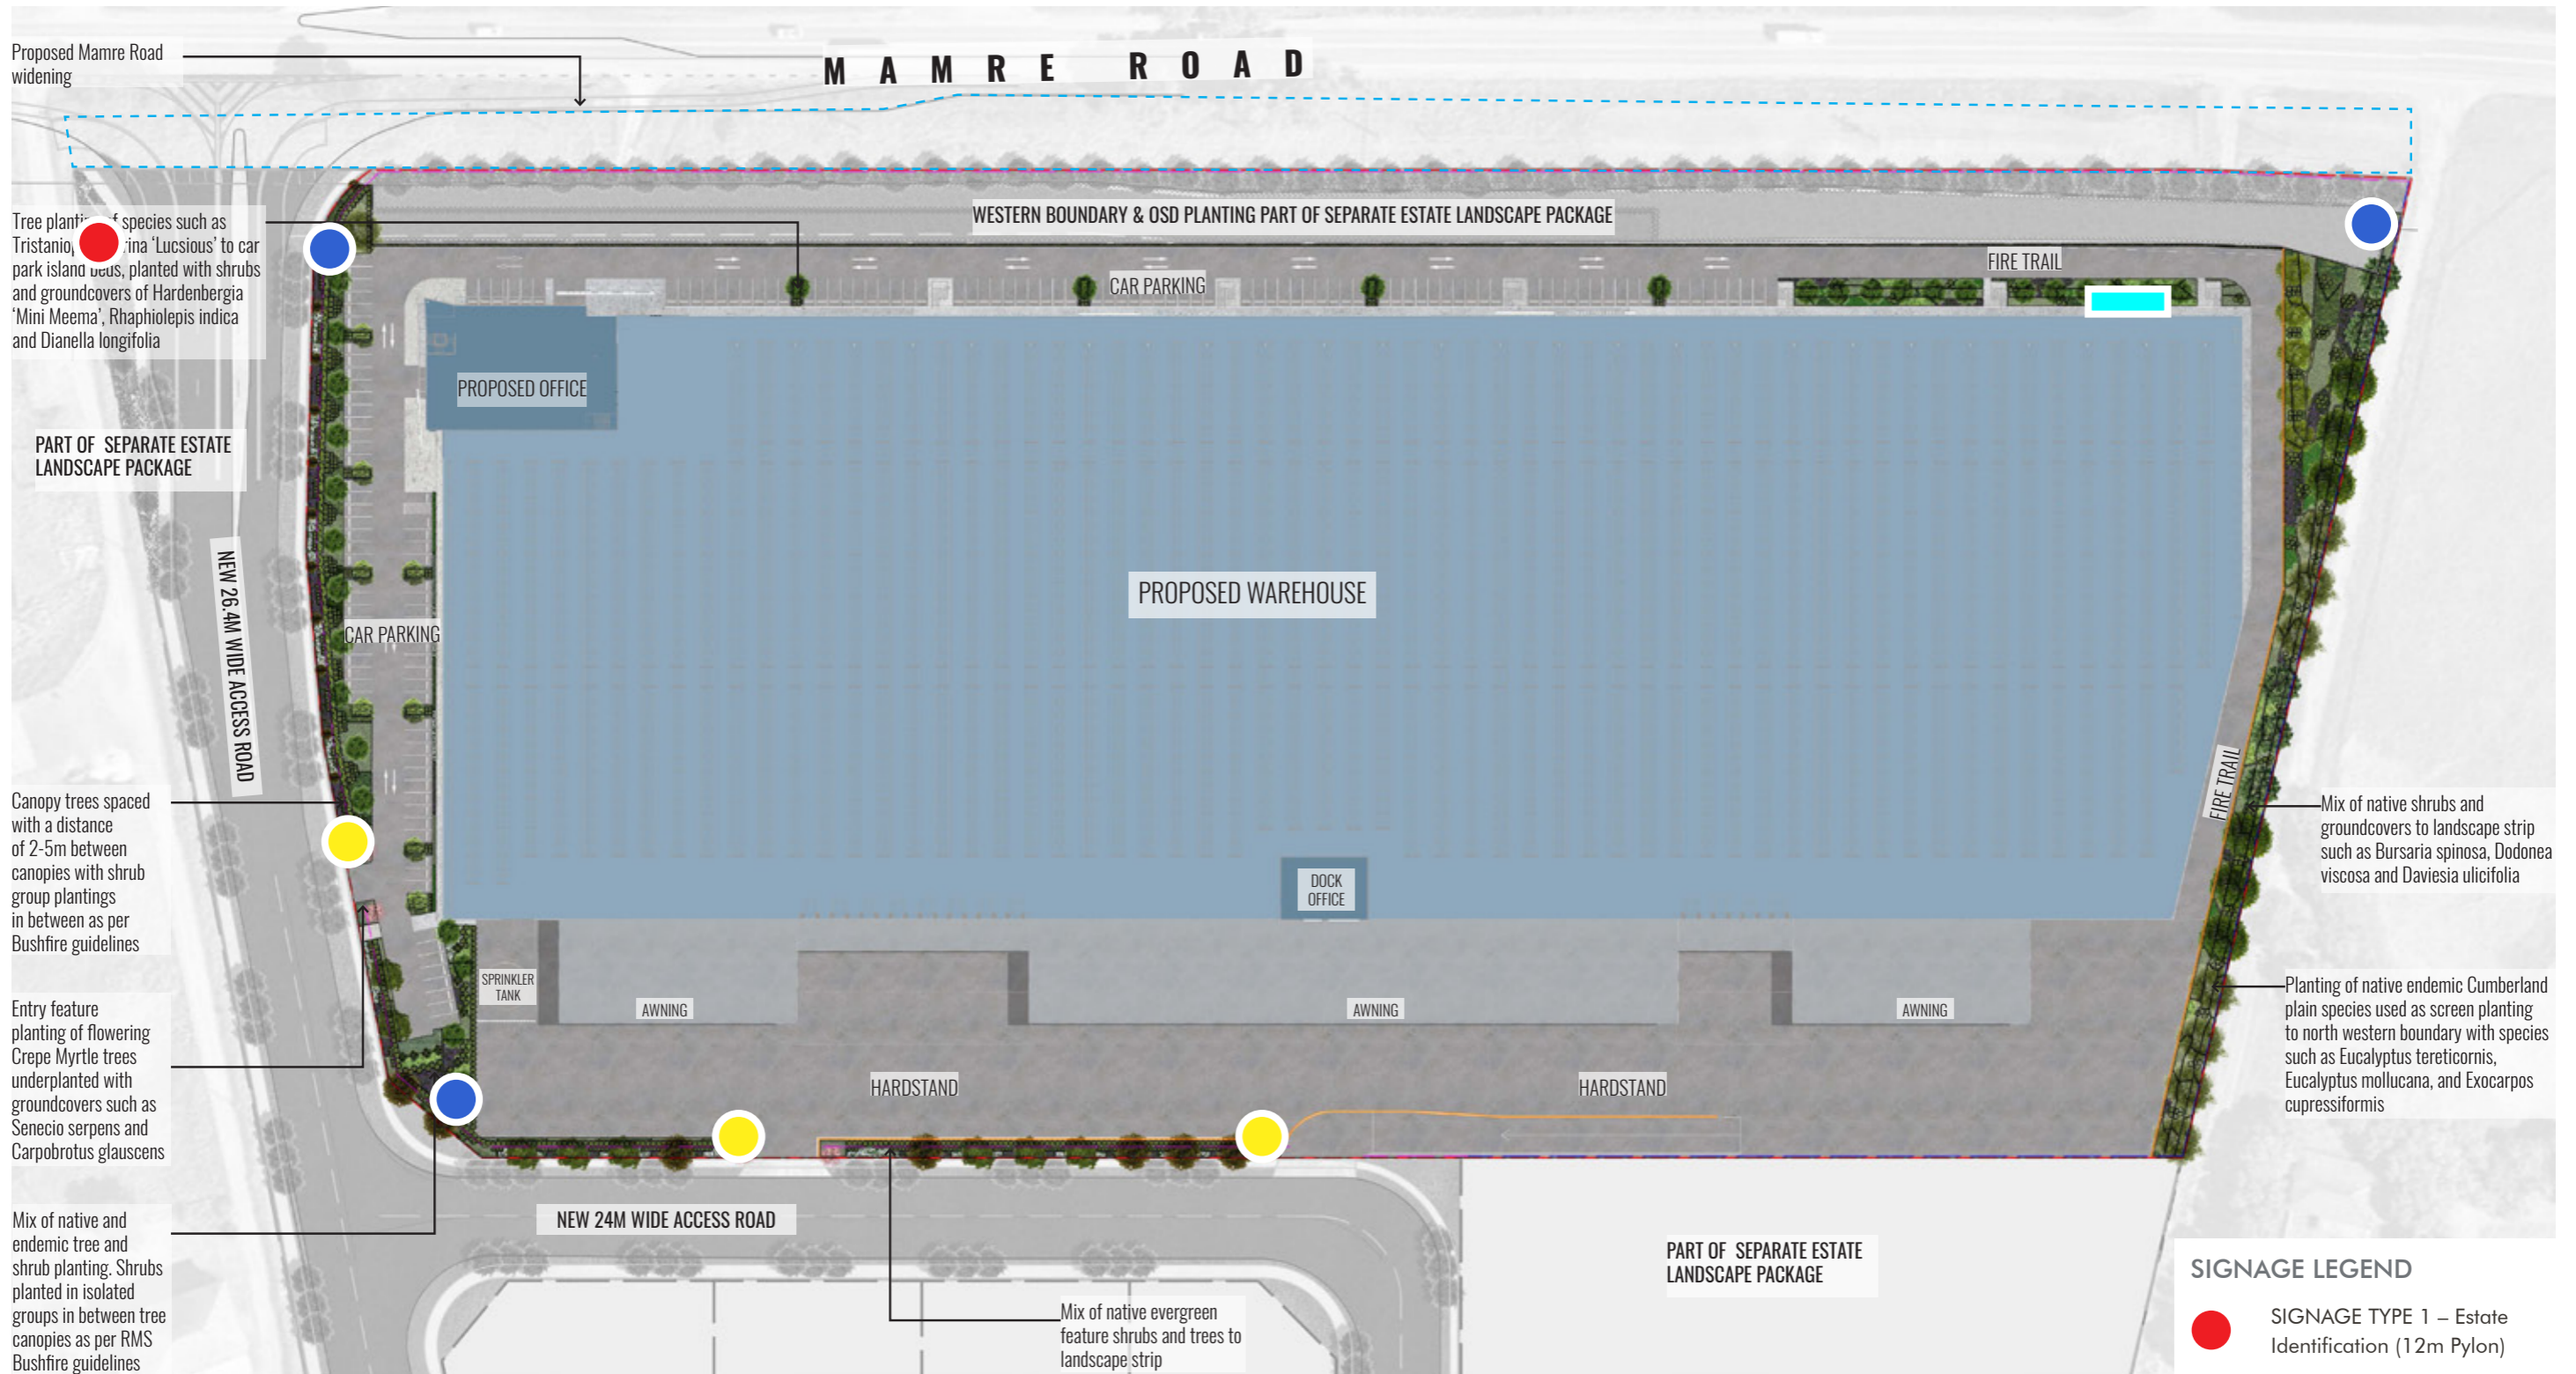 Proposed Mamre Road
widening
MAMRE ROAD
Tree planting of species such as
ina ‘Lucsious’ to car
park island beds, planted with shrubs
and groundcovers of Hardenbergia
‘Mini Meema’, Rhaphiolepis indica
and Dianella longifolia
WESTERN BOUNDARY & OSD PLANTING PART OF SEPARATE ESTATE LANDSCAPE PACKAGE
FIRE TRAIL
CAR PARKING
PROPOSED OFFICE
PART OF SEPARATE ESTATE
LANDSCAPE PACKAGE
NEW 26.4M WIDE ACCESS ROAD
PROPOSED WAREHOUSE
CAR PARKING
FIRE TRAIL
Canopy trees spaced
with a distance
of 2-5m between
canopies with shrub
group plantings
in between as per
Bushfire guidelines
Mix of native shrubs and
groundcovers to landscape strip
such as Bursaria spinosa, Dodonea
viscosa and Daviesia ulicifolia
DOCK
OFFICE
SPRINKLER
TANK
AWNING
AWNING
AWNING
Entry feature
planting of flowering
Crepe Myrtle trees
underplanted with
groundcovers such as
Senecio serpens and
Carpobrotus glauscens
Planting of native endemic Cumberland
plain species used as screen planting
to north western boundary with species
such as Eucalyptus tereticornis,
Eucalyptus mollucana, and Exocarpos
cupressiformis
HARDSTAND
HARDSTAND
Mix of native and
endemic tree and
shrub planting. Shrubs
planted in isolated
groups in between tree
canopies as per RMS
Bushfire guidelines
NEW 24M WIDE ACCESS ROAD
Mix of native evergreen
feature shrubs and trees to
landscape strip
PART OF SEPARATE ESTATE
LANDSCAPE PACKAGE
SIGNAGE LEGEND
SIGNAGE TYPE 1 – Estate
Identification (12m Pylon)